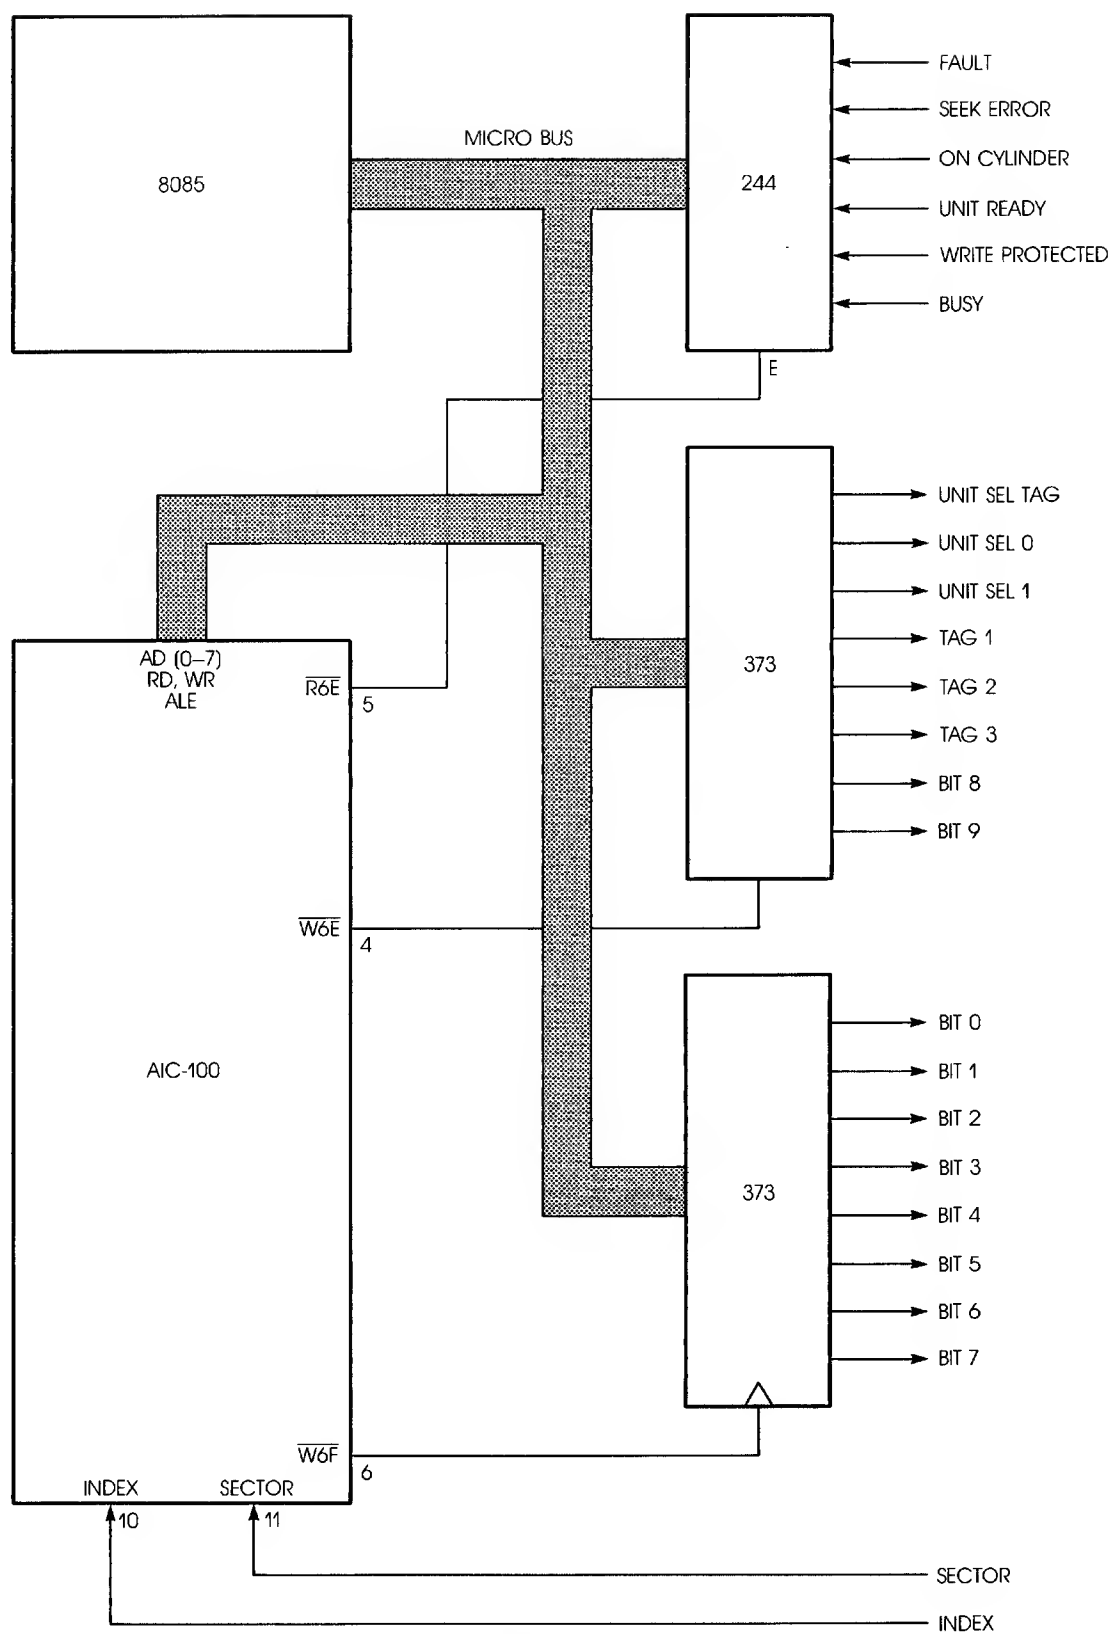 MICRO BUS
8085
244
FAULT
SEEK ERROR
ON CYLINDER
UNIT READY
WRITE PROTECTED
BUSY
E
373
UNIT SEL TAG
UNIT SEL 0
UNIT SEL 1
TAG 1
TAG 2
TAG 3
BIT 8
BIT 9
AD (0–7)
RD, WR
ALE
R6E
5
W6E
4
AIC-100
373
BIT 0
BIT 1
BIT 2
BIT 3
BIT 4
BIT 5
BIT 6
BIT 7
W6F
6
INDEX
SECTOR
10
11
SECTOR
INDEX